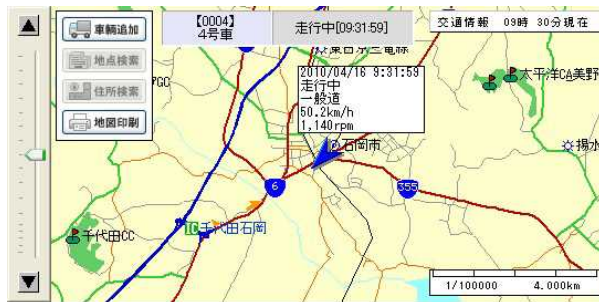 車輌追加
地点検索
住所検索
地図印刷
【0004】
4号車
走行中[09:31:59]
交通情報 09時 30分現在
2010/04/16 9:31:59
走行中
一般道
50.2km/h
1,140rpm
太平洋CA美野
石岡市
揚水
6
355
千代田CC
IC千代田石岡
1/100000 4.000km